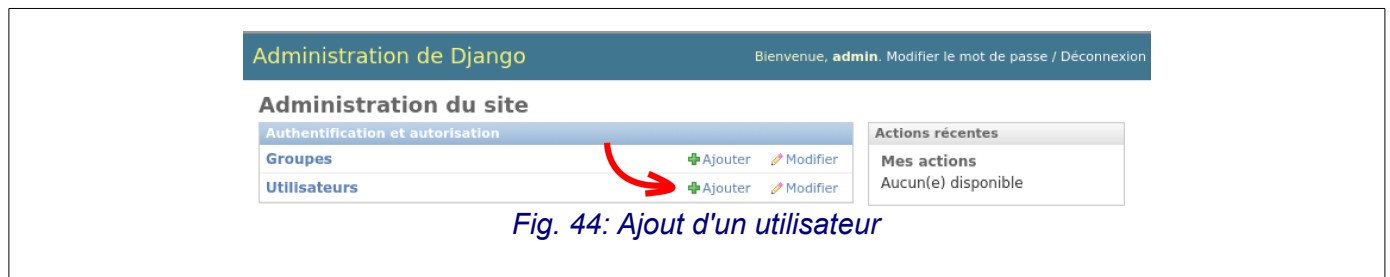 Administration de Django
Bienvenue, admin. Modifier le mot de passe / Déconnexion
Administration du site
Authentification et autorisation
Groupes Ajouter Modifier
Utilisateurs Ajouter Modifier
Actions récentes
Mes actions
Aucun(e) disponible
Fig. 44: Ajout d'un utilisateur